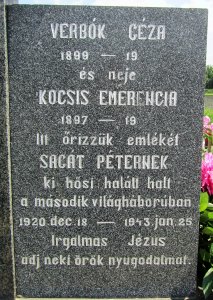 VERBÓK GÉZA
1899 — 19
és neje
KOCSIS EMERENCIA
1897 — 19
Itt őrizzük emlékét
SAGÁT PÉTERNEK
ki hősi halált halt
a második világháborúban
1920.dec.18 — 1943.jan.25
Irgalmas Jézus
adj neki örök nyugodalmat.